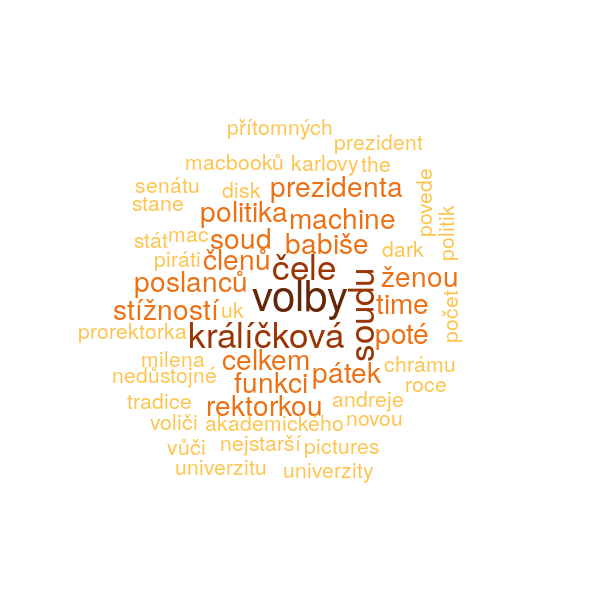 přítomných
prezident
macbooků karlovy the
senátu disk prezidenta povede
stane politika machine politik
stát mac soud babiše dark
piráti členů čele ženou
poslanců volby soudu time
stížností uk počet
prorektorka králíčková poté
milena celkem pátek chrámu
nedůstojné funkci roce
tradice rektorkou andreje
voliči akademického novou
vůči nejstarší pictures
univerzitu univerzity